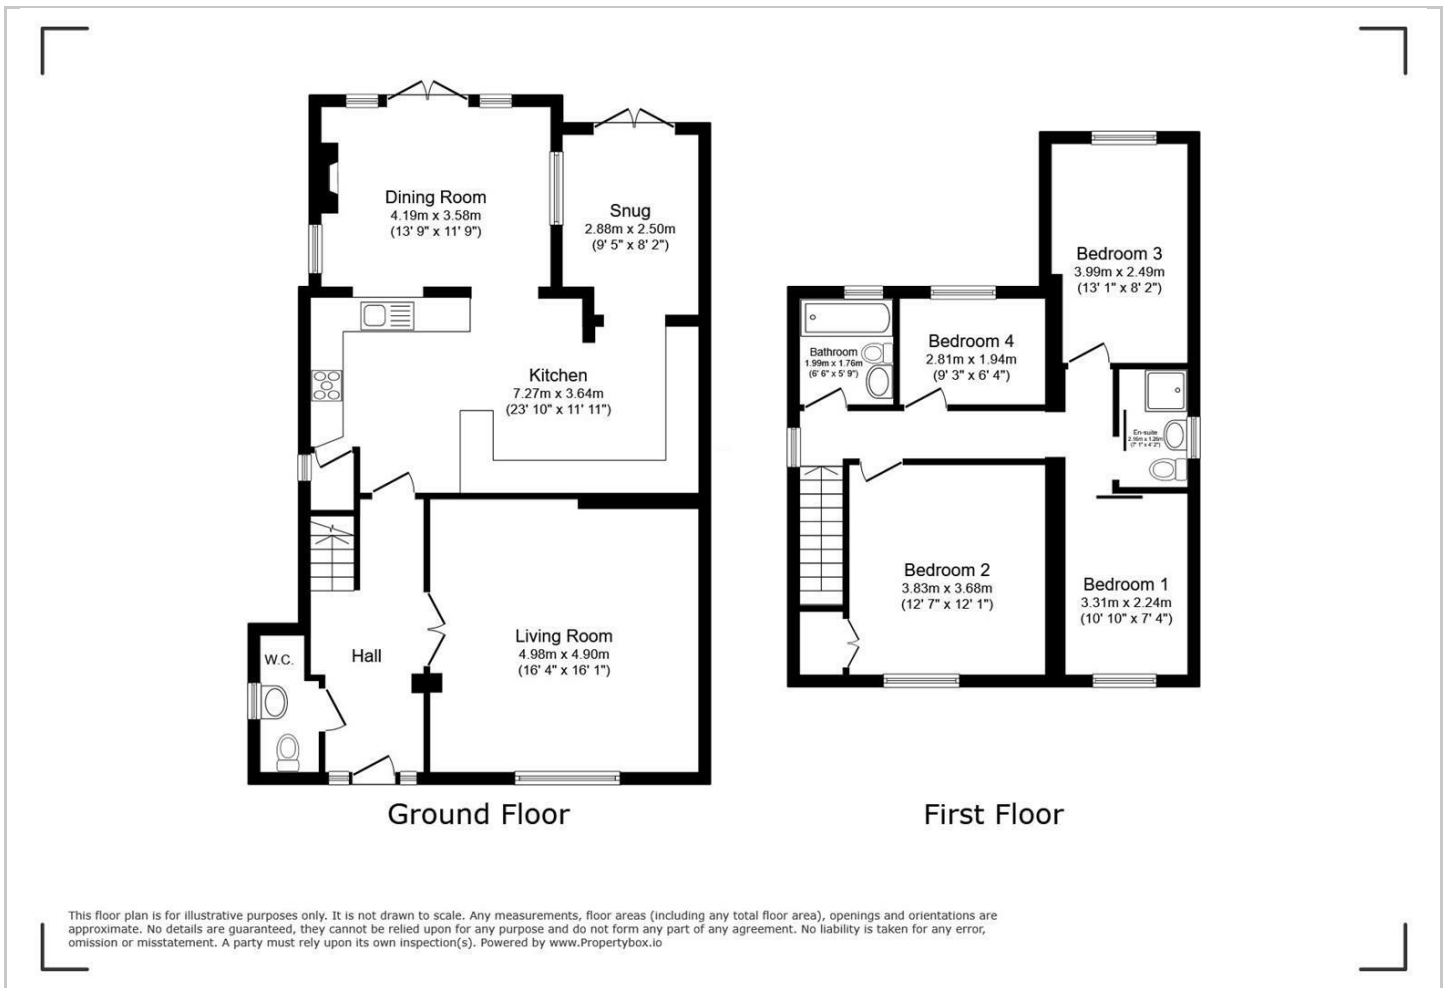 Dining Room
4.19m x 3.58m
(13' 9" x 11' 9")
Snug
2.88m x 2.50m
(9' 5" x 8' 2")
Kitchen
7.27m x 3.64m
(23' 10" x 11' 11")
Living Room
4.98m x 4.90m
(16' 4" x 16' 1")
Hall
W.C.
Ground Floor
Bedroom 3
3.99m x 2.49m
(13' 1" x 8' 2")
Bathroom
1.99m x 1.76m
(6' 6" x 5' 9")
Bedroom 4
2.81m x 1.94m
(9' 3" x 6' 4")
En-suite
2.16m x 1.26m
(7' 1" x 4' 2")
Bedroom 2
3.83m x 3.68m
(12' 7" x 12' 1")
Bedroom 1
3.31m x 2.24m
(10' 10" x 7' 4")
First Floor
This floor plan is for illustrative purposes only. It is not drawn to scale. Any measurements, floor areas (including any total floor area), openings and orientations are
approximate. No details are guaranteed, they cannot be relied upon for any purpose and do not form any part of any agreement. No liability is taken for any error,
omission or misstatement. A party must rely upon its own inspection(s). Powered by www.Propertybox.io